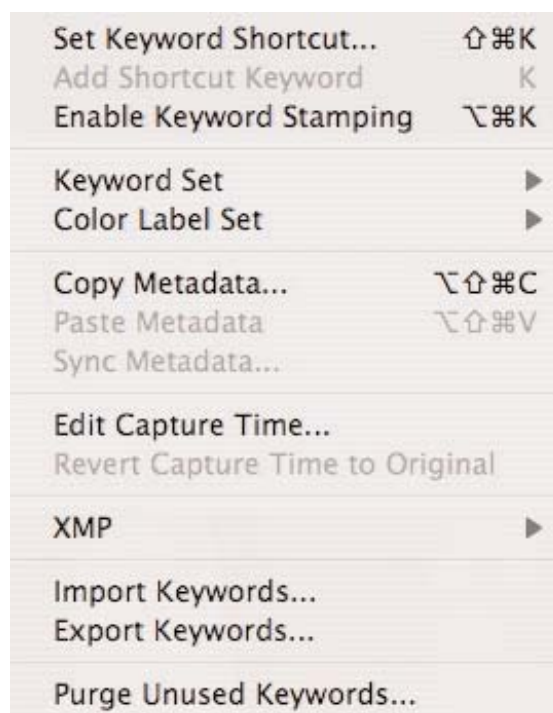 Set Keyword Shortcut... ⇧⌘K
Add Shortcut Keyword K
Enable Keyword Stamping ⌥⌘K
Keyword Set ▶
Color Label Set ▶
Copy Metadata... ⌥⇧⌘C
Paste Metadata ⌥⇧⌘V
Sync Metadata...
Edit Capture Time...
Revert Capture Time to Original
XMP ▶
Import Keywords...
Export Keywords...
Purge Unused Keywords...